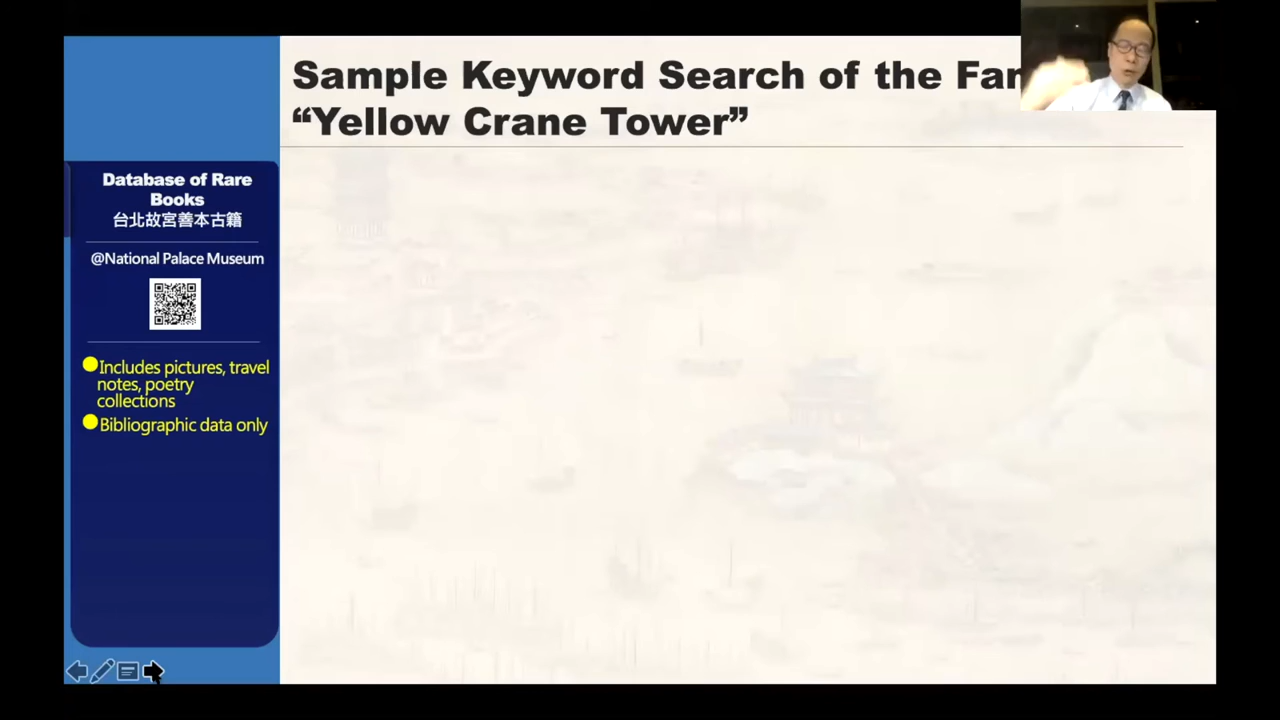 Sample Keyword Search of the
“Yellow Crane Tower”
Database of Rare
Books
台北故宮善本古籍
@National Palace Museum
Includes pictures, travel
notes, poetry
collections
Bibliographic data only